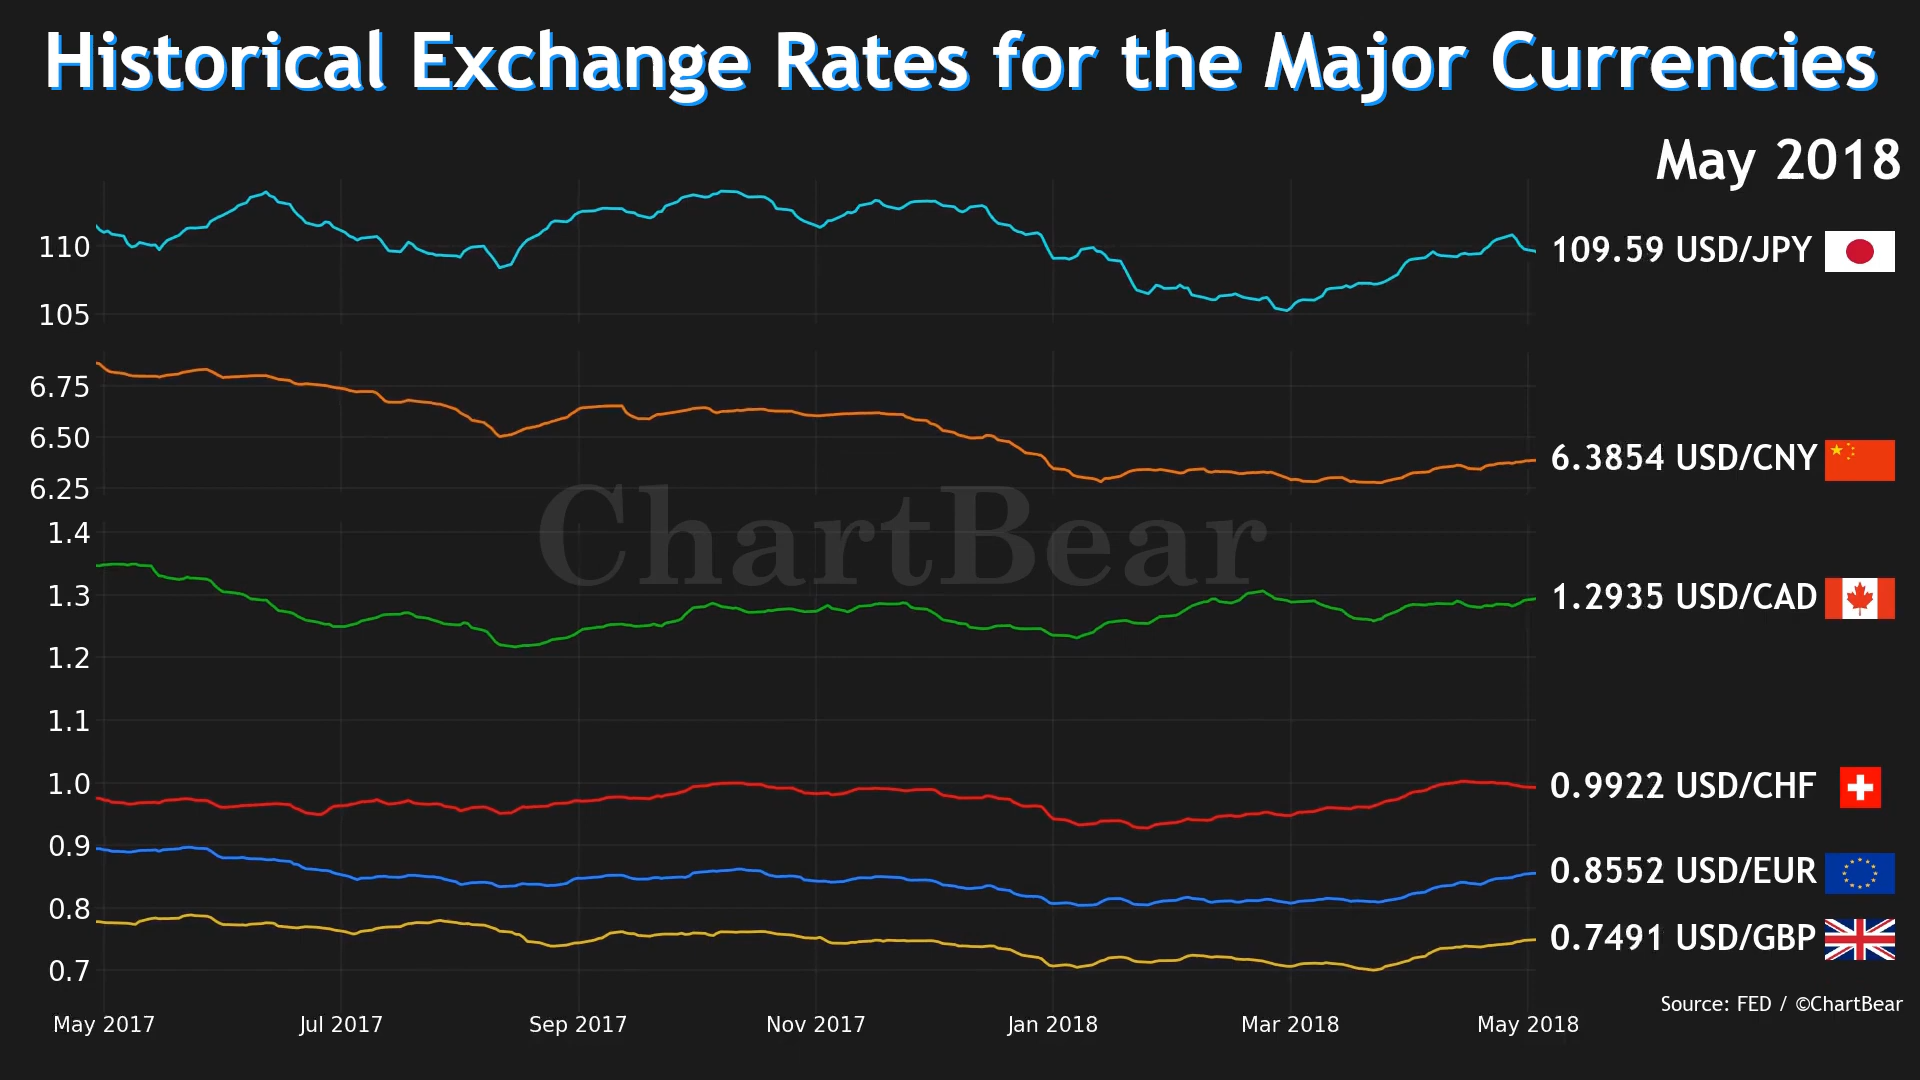 Historical Exchange Rates for the Major Currencies
May 2018
110
105
109.59 USD/JPY
6.75
6.50
6.25
6.3854 USD/CNY
ChartBear
1.4
1.3
1.2
1.1
1.0
0.9
0.8
0.7
1.2935 USD/CAD
0.9922 USD/CHF
0.8552 USD/EUR
0.7491 USD/GBP
Source: FED / ©ChartBear
May 2017 Jul 2017 Sep 2017 Nov 2017 Jan 2018 Mar 2018 May 2018